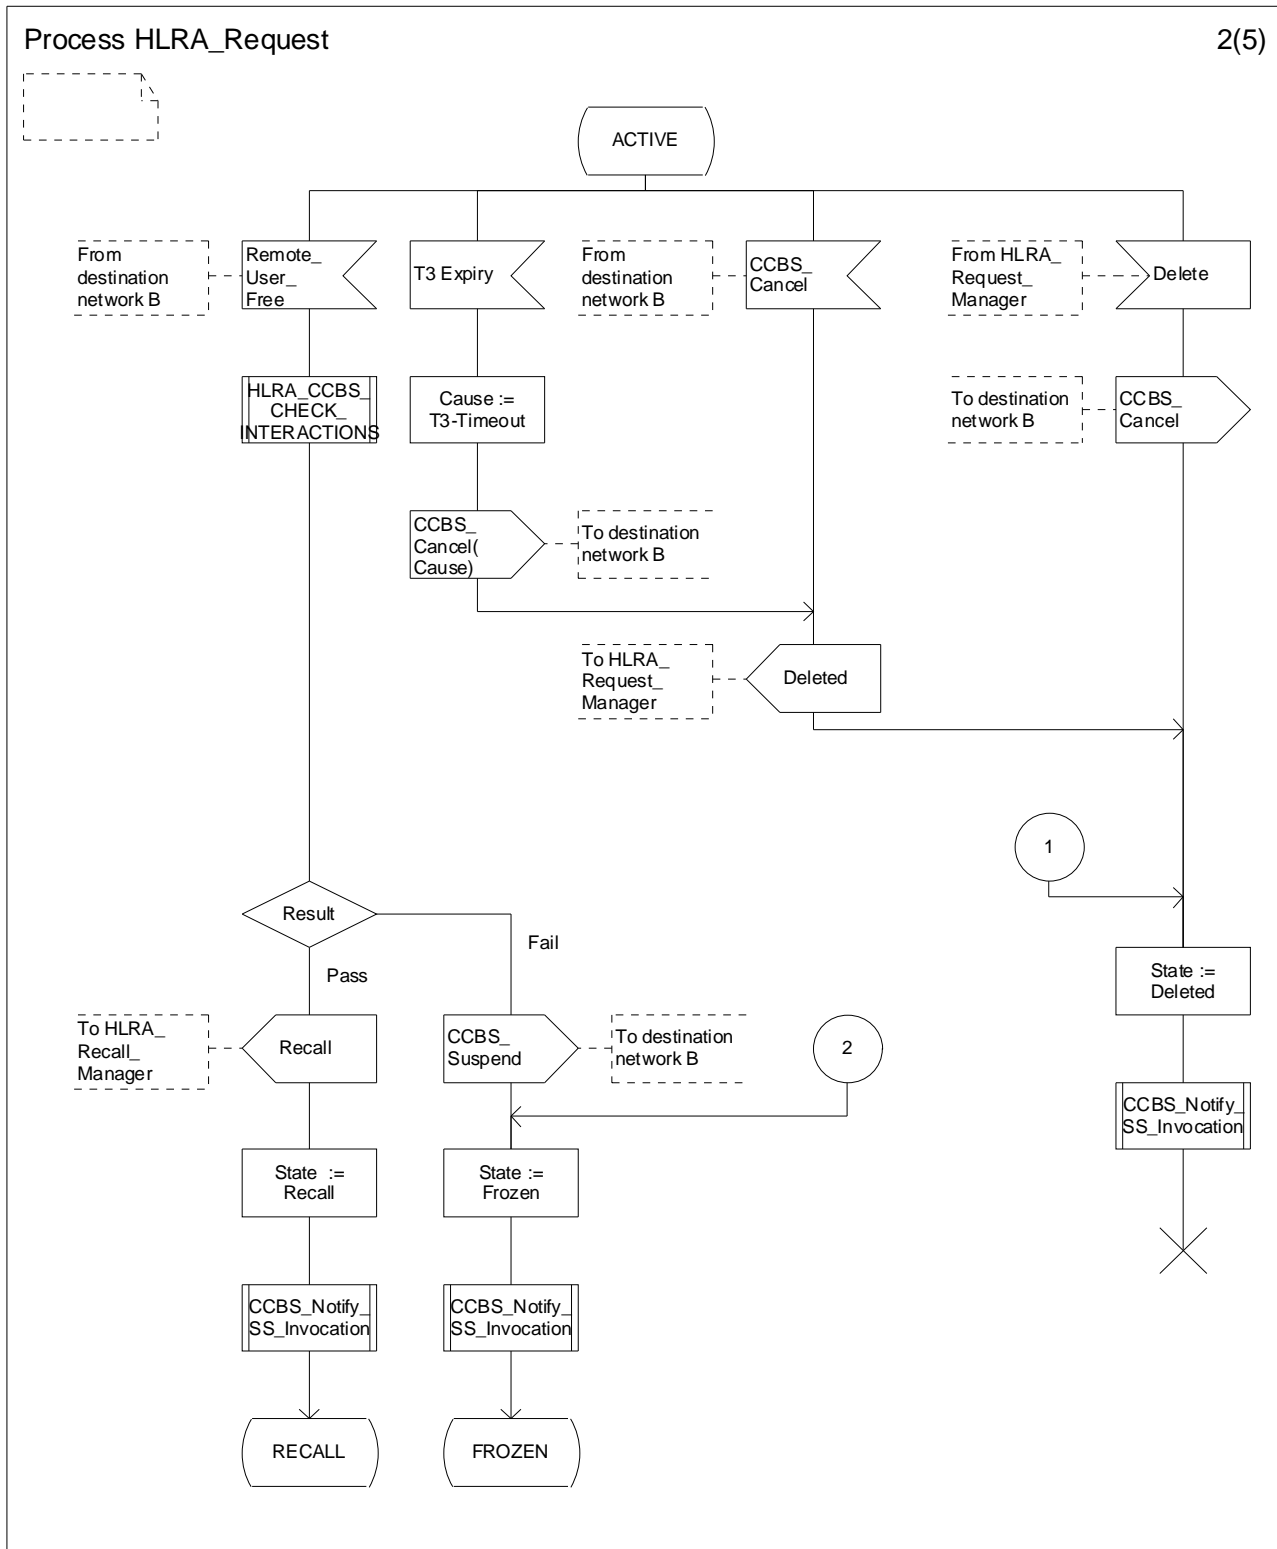 Process HLRA_Request
2(5)
ACTIVE
From
destination
network B
Remote_
User_
Free
T3 Expiry
From
destination
network B
CCBS_
Cancel
From HLRA_
Request_
Manager
Delete
HLRA_CCBS_
CHECK_
INTERACTIONS
Cause :=
T3-Timeout
To destination
network B
CCBS_
Cancel
CCBS_
Cancel(
Cause)
To destination
network B
To HLRA_
Request_
Manager
Deleted
1
Result
Fail
Pass
State :=
Deleted
To HLRA_
Recall_
Manager
Recall
CCBS_
Suspend
To destination
network B
2
CCBS_Notify_
SS_Invocation
State :=
Recall
State :=
Frozen
CCBS_Notify_
SS_Invocation
CCBS_Notify_
SS_Invocation
RECALL
FROZEN